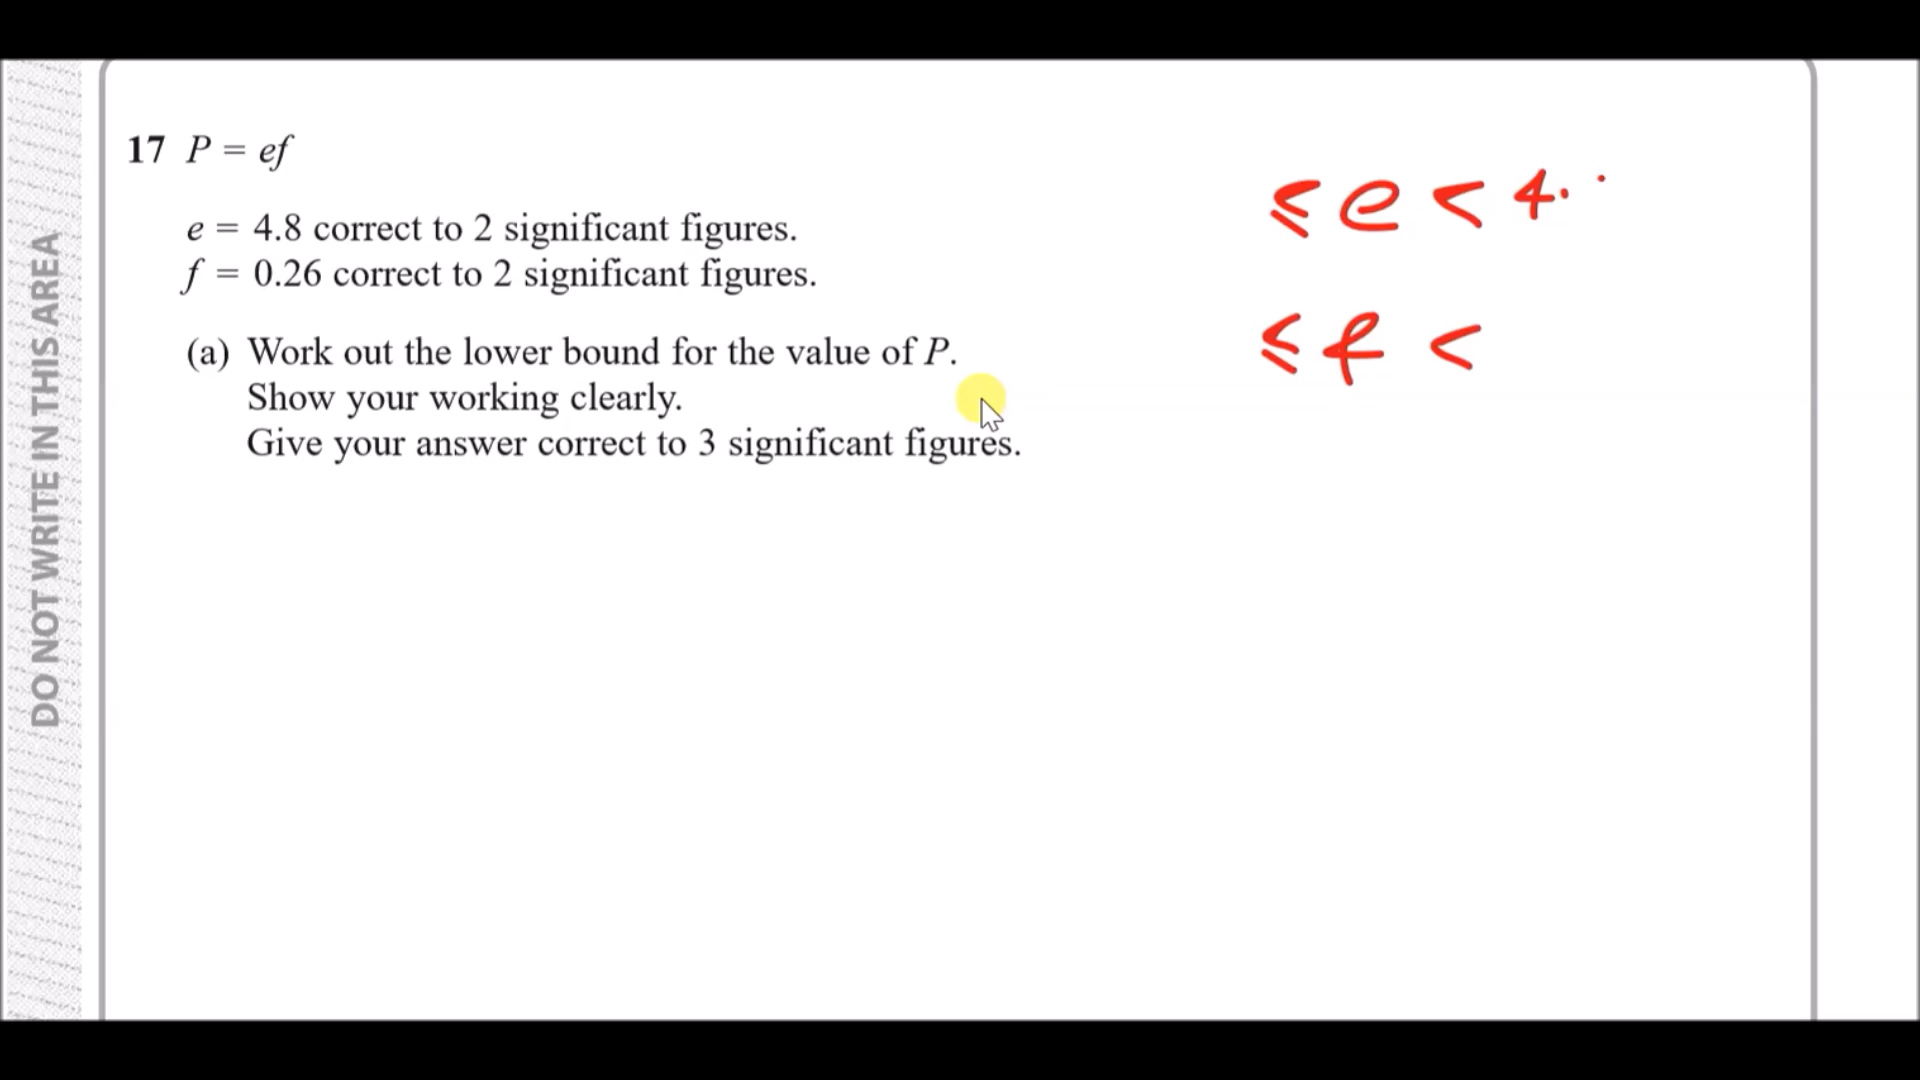 DO NOT WRITE IN THIS AREA
17 P = ef
e = 4.8 correct to 2 significant figures.
f = 0.26 correct to 2 significant figures.
(a) Work out the lower bound for the value of P.
Show your working clearly.
Give your answer correct to 3 significant figures.
≤ e < 4.
≤ f <